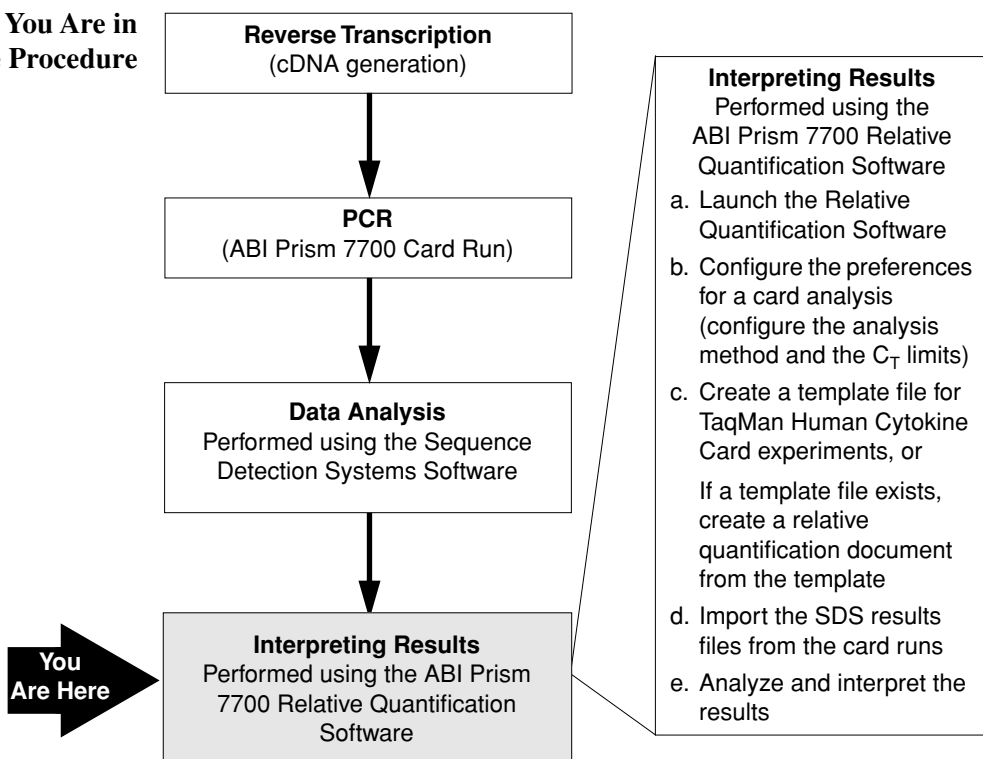 You Are in
Procedure
Reverse Transcription
(cDNA generation)
PCR
(ABI Prism 7700 Card Run)
Data Analysis
Performed using the Sequence
Detection Systems Software
Interpreting Results
Performed using the ABI Prism
7700 Relative Quantification
Software
You
Are Here
Interpreting Results
Performed using the
ABI Prism 7700 Relative
Quantification Software
a. Launch the Relative
Quantification Software
b. Configure the preferences
for a card analysis
(configure the analysis
method and the CT limits)
c. Create a template file for
TaqMan Human Cytokine
Card experiments, or
If a template file exists,
create a relative
quantification document
from the template
d. Import the SDS results
files from the card runs
e. Analyze and interpret the
results